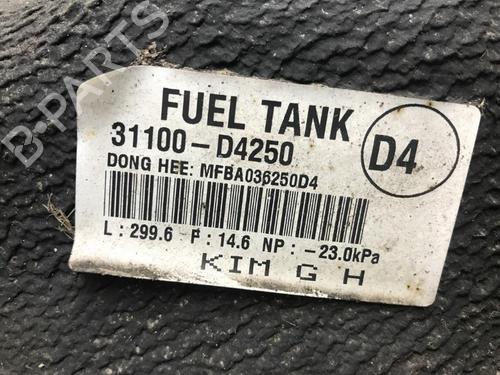 B-PARTS
FUEL TANK
31100-D4250
D4
DONG HEE: MFBA036250D4
L : 299.6 F : 14.6 NP : -23.0kPa
KIM G H